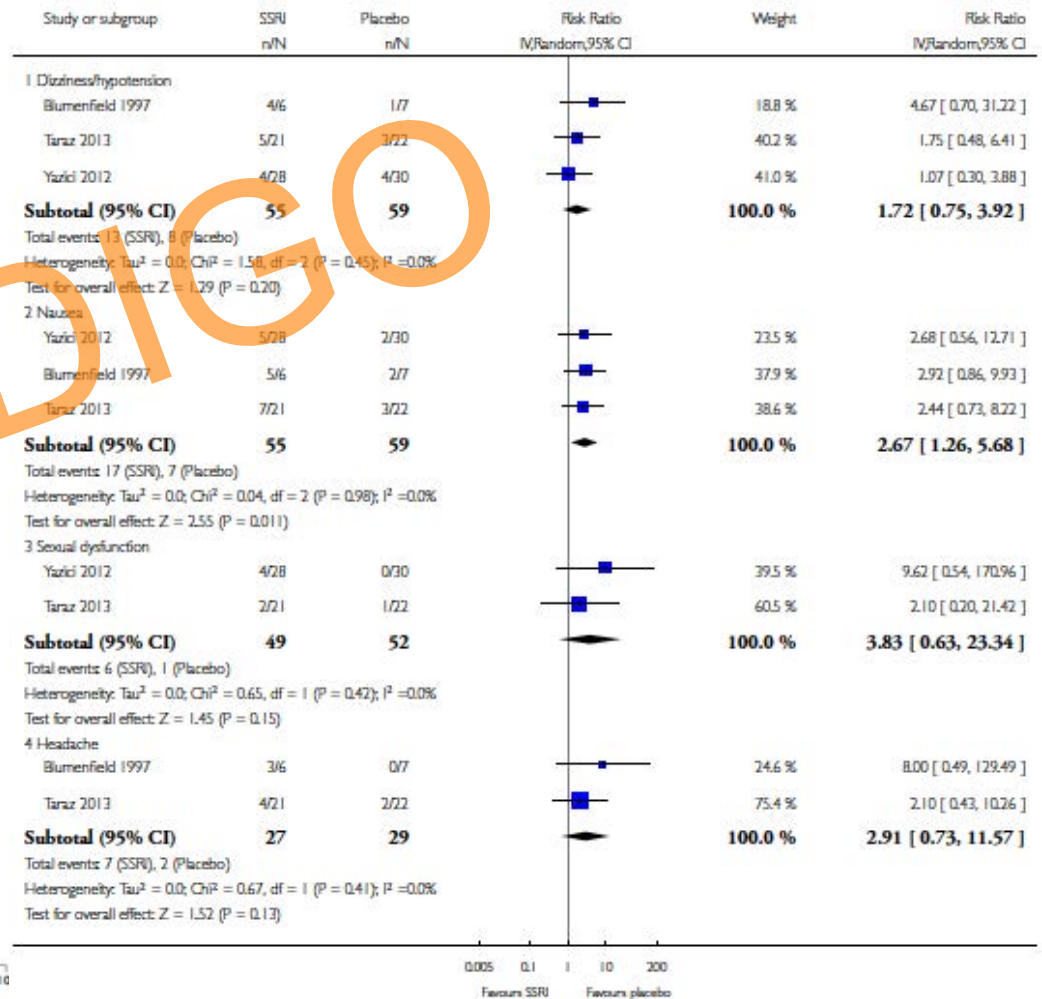 Study or subgroup SSRI Placebo Risk Ratio Weight Risk Ratio
n/N n/N IV,Random,95% CI IV,Random,95% CI
1 Dizziness/hypotension
Blumenfield 1997 4/6 1/7 18.8 % 4.67 [ 0.70, 31.22 ]
Taraz 2013 5/21 3/22 40.2 % 1.75 [ 0.48, 6.41 ]
Yazici 2012 4/28 4/30 41.0 % 1.07 [ 0.30, 3.88 ]
Subtotal (95% CI) 55 59 100.0 % 1.72 [ 0.75, 3.92 ]
Total events: 13 (SSRI), 8 (Placebo)
Heterogeneity: Tau² = 0.0; Chi² = 1.58, df = 2 (P = 0.45); I² =0.0%
Test for overall effect: Z = 1.29 (P = 0.20)
2 Nausea
Yazici 2012 5/28 2/30 23.5 % 2.68 [ 0.56, 12.71 ]
Blumenfield 1997 5/6 2/7 37.9 % 2.92 [ 0.86, 9.93 ]
Taraz 2013 7/21 3/22 38.6 % 2.44 [ 0.73, 8.22 ]
Subtotal (95% CI) 55 59 100.0 % 2.67 [ 1.26, 5.68 ]
Total events: 17 (SSRI), 7 (Placebo)
Heterogeneity: Tau² = 0.0; Chi² = 0.04, df = 2 (P = 0.98); I² =0.0%
Test for overall effect: Z = 2.55 (P = 0.011)
3 Sexual dysfunction
Yazici 2012 4/28 0/30 39.5 % 9.62 [ 0.54, 170.96 ]
Taraz 2013 2/21 1/22 60.5 % 2.10 [ 0.20, 21.42 ]
Subtotal (95% CI) 49 52 100.0 % 3.83 [ 0.63, 23.34 ]
Total events: 6 (SSRI), 1 (Placebo)
Heterogeneity: Tau² = 0.0; Chi² = 0.65, df = 1 (P = 0.42); I² =0.0%
Test for overall effect: Z = 1.45 (P = 0.15)
4 Headache
Blumenfield 1997 3/6 0/7 24.6 % 8.00 [ 0.49, 129.49 ]
Taraz 2013 4/21 2/22 75.4 % 2.10 [ 0.43, 10.26 ]
Subtotal (95% CI) 27 29 100.0 % 2.91 [ 0.73, 11.57 ]
Total events: 7 (SSRI), 2 (Placebo)
Heterogeneity: Tau² = 0.0; Chi² = 0.67, df = 1 (P = 0.41); I² =0.0%
Test for overall effect: Z = 1.52 (P = 0.13)
0.005 0.1 1 10 200
Favours SSRI Favours placebo
DIGO